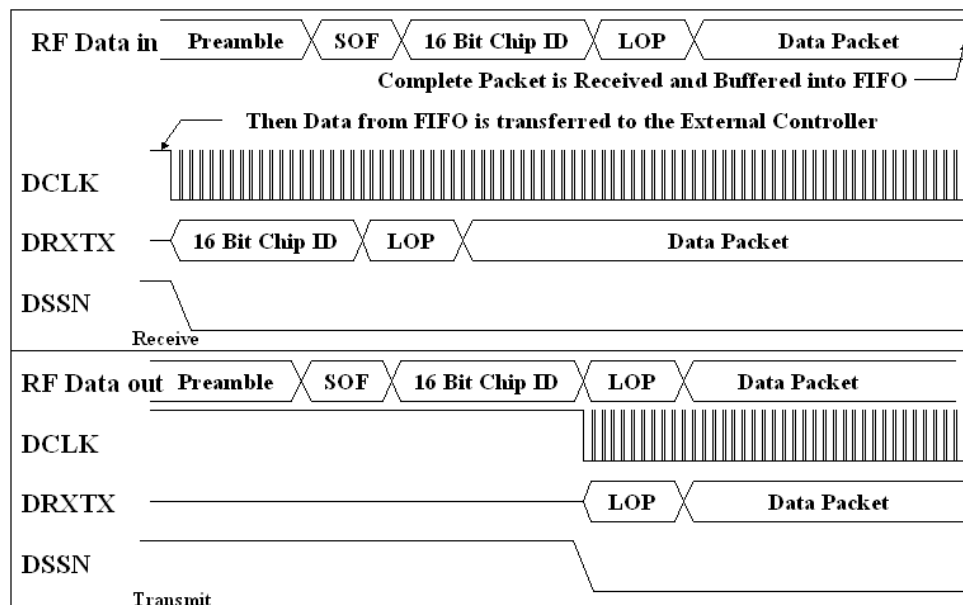 RF Data in Preamble SOF 16 Bit Chip ID LOP Data Packet
Complete Packet is Received and Buffered into FIFO
Then Data from FIFO is transferred to the External Controller
DCLK
DRXTX 16 Bit Chip ID LOP Data Packet
DSSN
Receive
RF Data out Preamble SOF 16 Bit Chip ID LOP Data Packet
DCLK
DRXTX LOP Data Packet
DSSN
Transmit